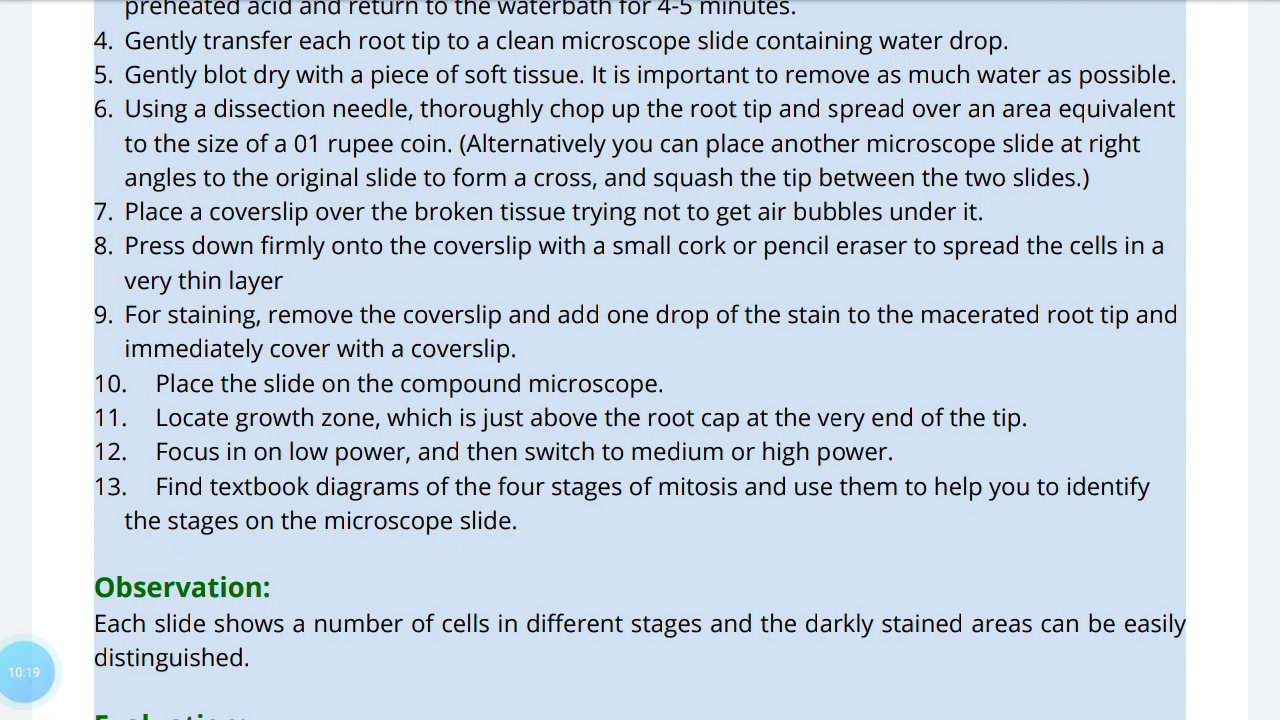 preheated acid and return to the waterbath for 4-5 minutes.
4. Gently transfer each root tip to a clean microscope slide containing water drop.
5. Gently blot dry with a piece of soft tissue. It is important to remove as much water as possible.
6. Using a dissection needle, thoroughly chop up the root tip and spread over an area equivalent
to the size of a 01 rupee coin. (Alternatively you can place another microscope slide at right
angles to the original slide to form a cross, and squash the tip between the two slides.)
7. Place a coverslip over the broken tissue trying not to get air bubbles under it.
8. Press down firmly onto the coverslip with a small cork or pencil eraser to spread the cells in a
very thin layer
9. For staining, remove the coverslip and add one drop of the stain to the macerated root tip and
immediately cover with a coverslip.
10. Place the slide on the compound microscope.
11. Locate growth zone, which is just above the root cap at the very end of the tip.
12. Focus in on low power, and then switch to medium or high power.
13. Find textbook diagrams of the four stages of mitosis and use them to help you to identify
the stages on the microscope slide.
Observation:
Each slide shows a number of cells in different stages and the darkly stained areas can be easily
distinguished.
10:19